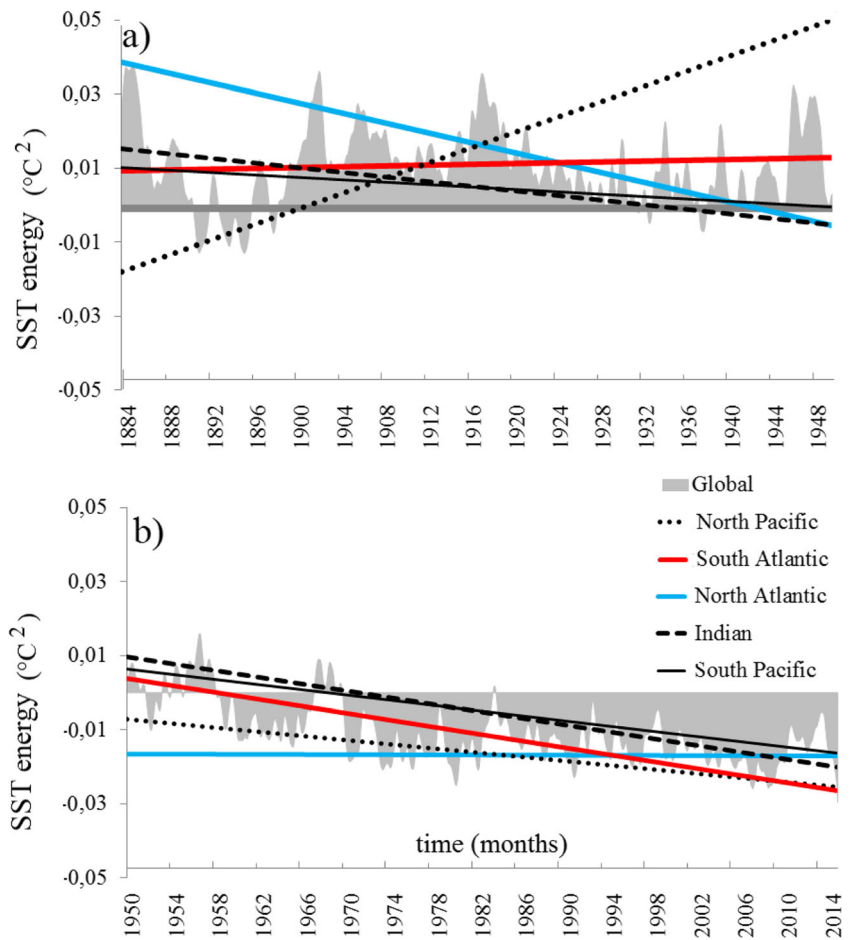 a)
0,05
0,03
0,01
-0,01
-0,03
-0,05
SST energy (°C ²)
1884 1888 1892 1896 1900 1904 1908 1912 1916 1920 1924 1928 1932 1936 1940 1944 1948
b)
0,05
0,03
0,01
-0,01
-0,03
-0,05
SST energy (°C ²)
Global
North Pacific
South Atlantic
North Atlantic
Indian
South Pacific
time (months)
1950 1954 1958 1962 1966 1970 1974 1978 1982 1986 1990 1994 1998 2002 2006 2010 2014